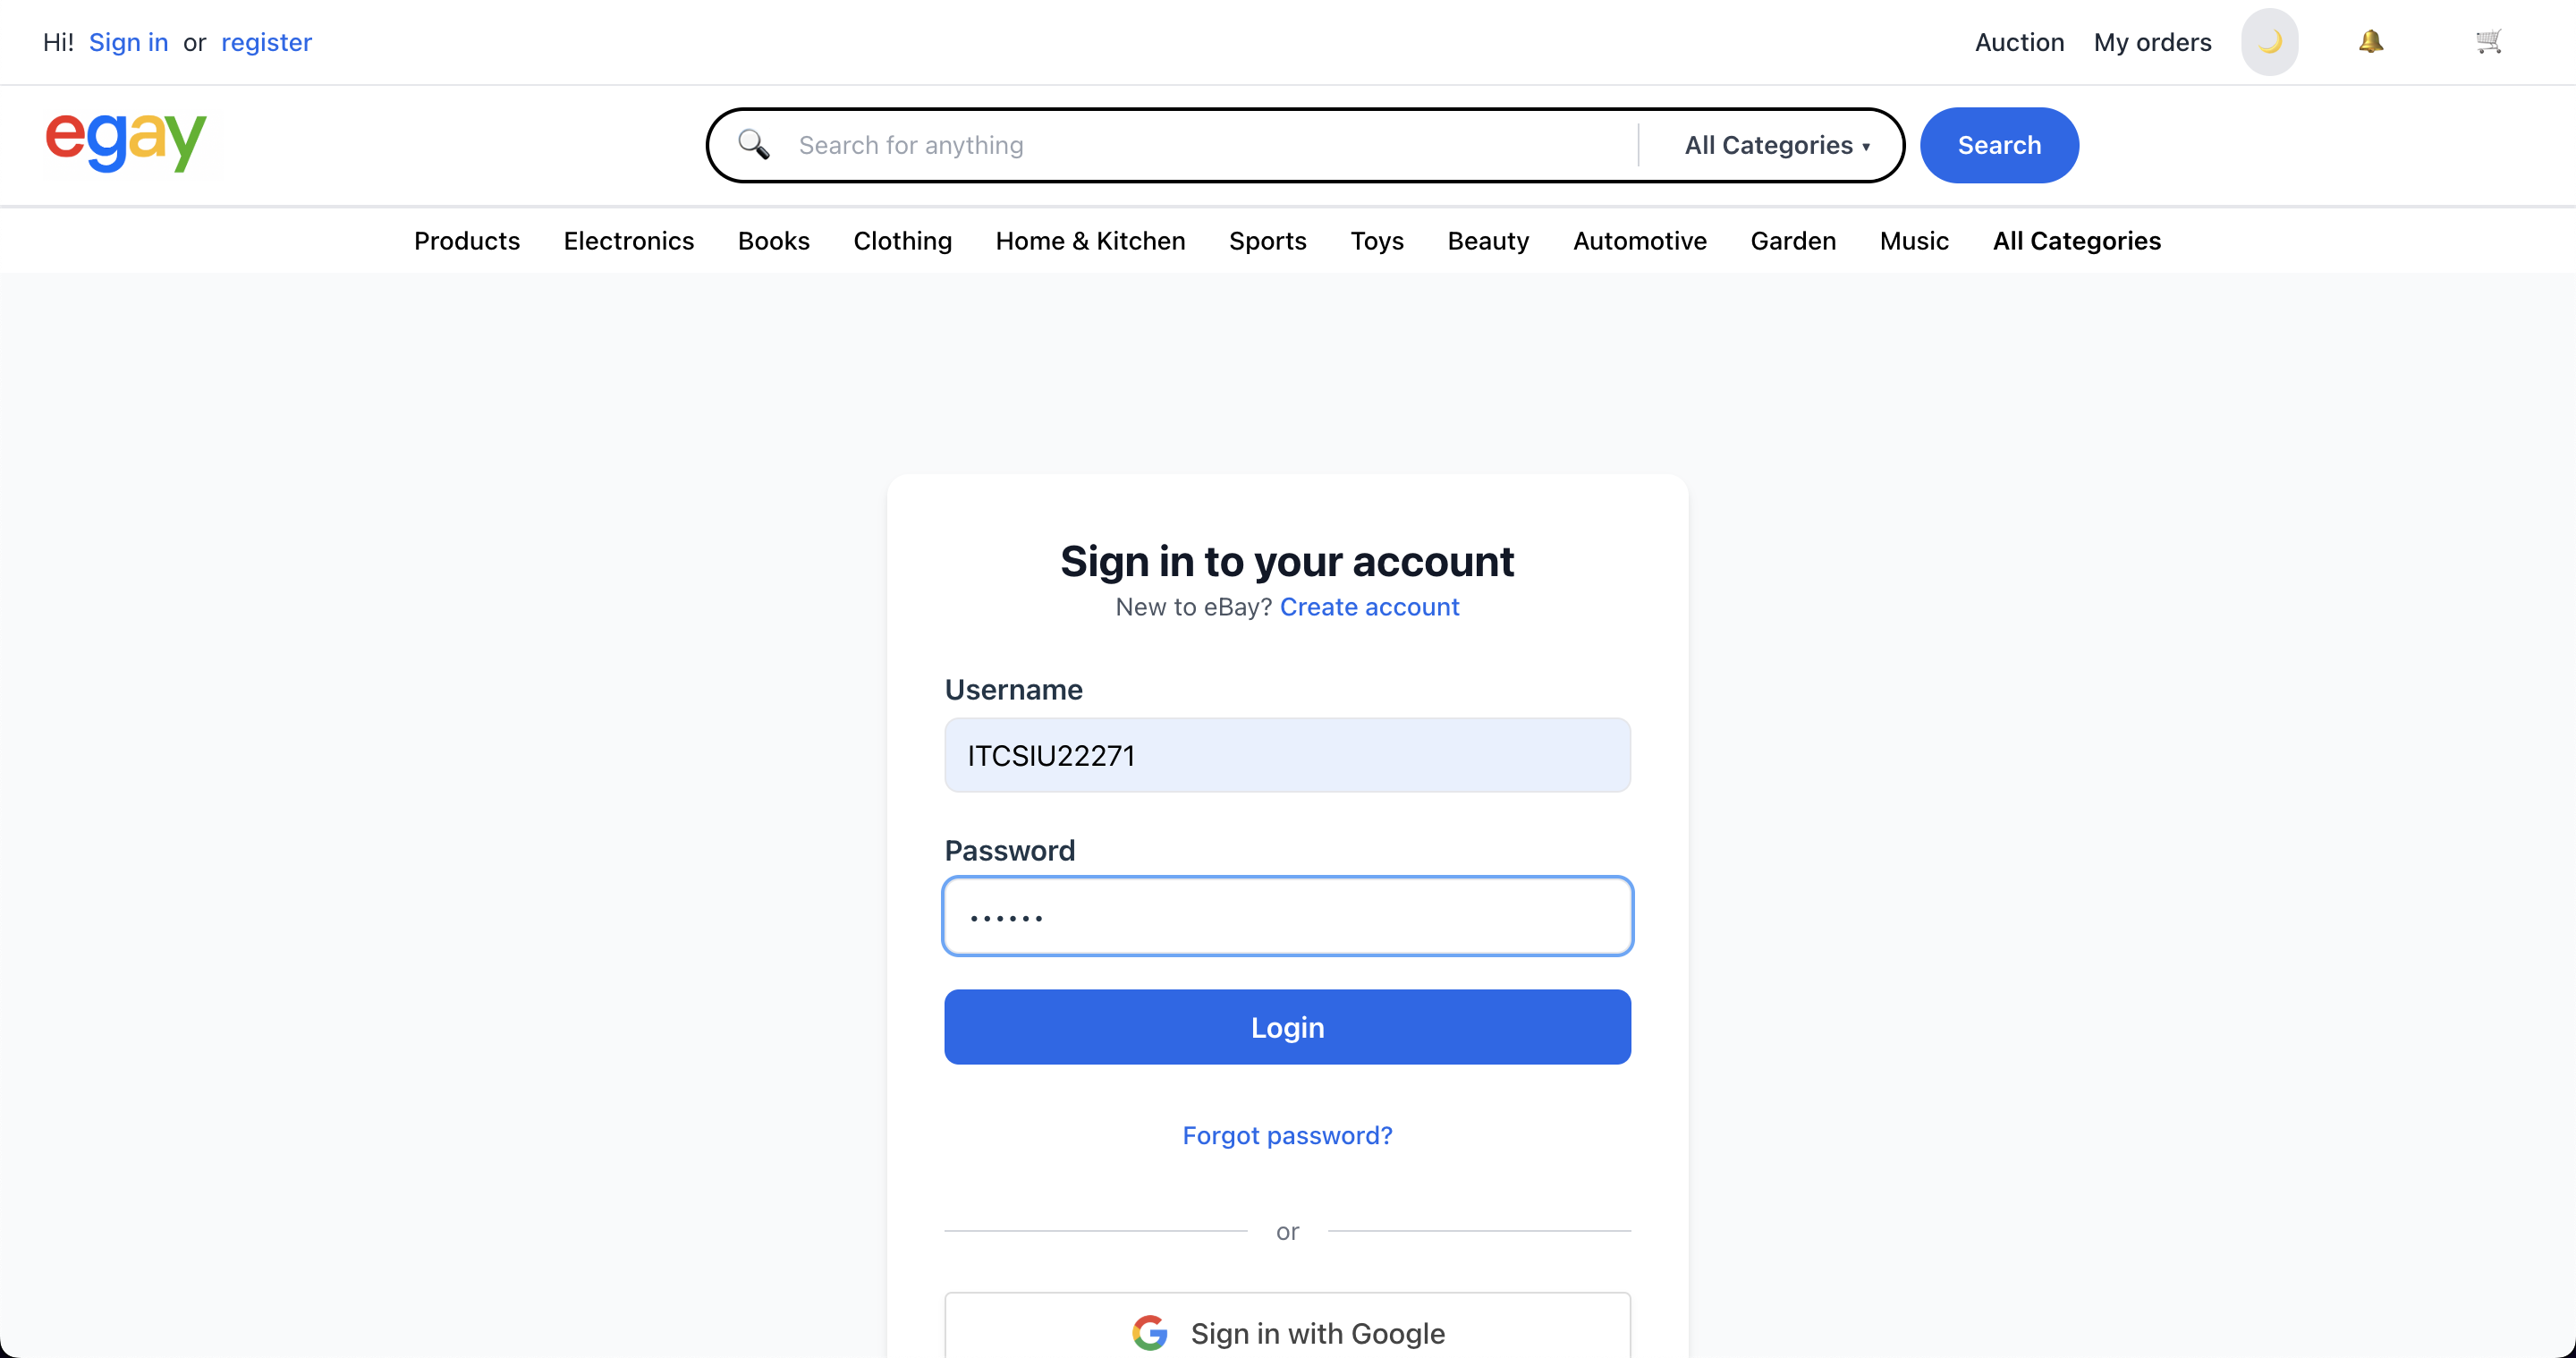 Hi! Sign in or register
Auction My orders
egay
Search for anything
All Categories ▾
Search
Products Electronics Books Clothing Home & Kitchen Sports Toys Beauty Automotive Garden Music All Categories
Sign in to your account
New to eBay? Create account
Username
ITCSIU22271
Password
••••••
Login
Forgot password?
or
Sign in with Google